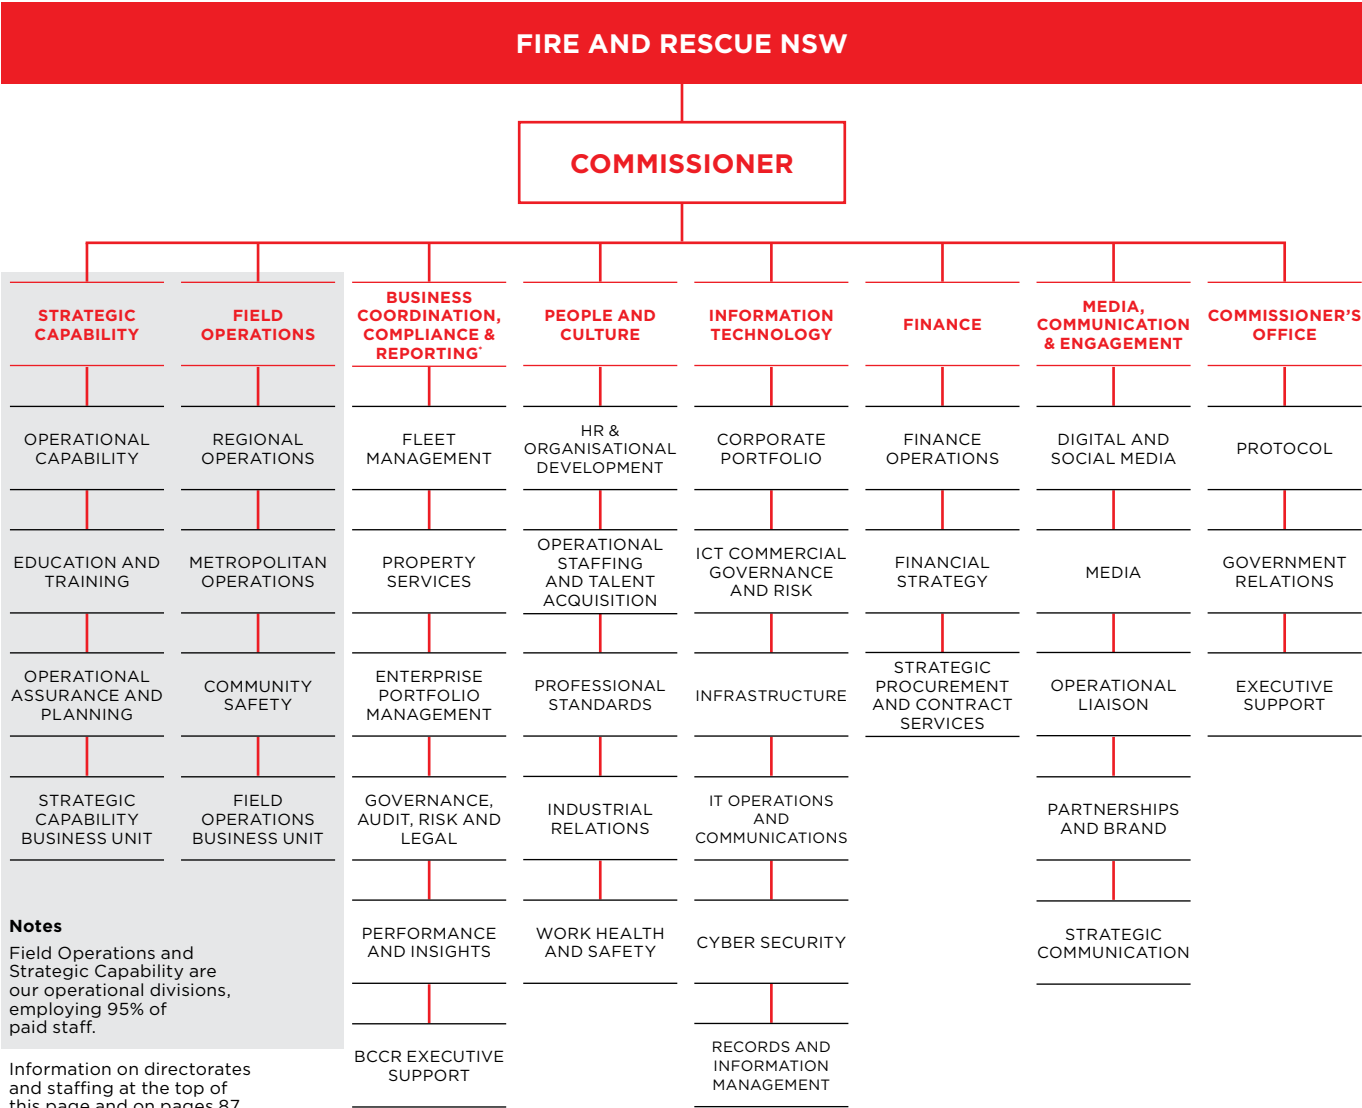 FIRE AND RESCUE NSW
COMMISSIONER
STRATEGIC
CAPABILITY
OPERATIONAL
CAPABILITY
EDUCATION AND
TRAINING
OPERATIONAL
ASSURANCE AND
PLANNING
STRATEGIC
CAPABILITY
BUSINESS UNIT
FIELD
OPERATIONS
REGIONAL
OPERATIONS
METROPOLITAN
OPERATIONS
COMMUNITY
SAFETY
FIELD
OPERATIONS
BUSINESS UNIT
BUSINESS
COORDINATION,
COMPLIANCE &
REPORTING*
FLEET
MANAGEMENT
PROPERTY
SERVICES
ENTERPRISE
PORTFOLIO
MANAGEMENT
GOVERNANCE,
AUDIT, RISK AND
LEGAL
PERFORMANCE
AND INSIGHTS
BCCR EXECUTIVE
SUPPORT
PEOPLE AND
CULTURE
HR &
ORGANISATIONAL
DEVELOPMENT
OPERATIONAL
STAFFING
AND TALENT
ACQUISITION
PROFESSIONAL
STANDARDS
INDUSTRIAL
RELATIONS
WORK HEALTH
AND SAFETY
INFORMATION
TECHNOLOGY
CORPORATE
PORTFOLIO
ICT COMMERCIAL
GOVERNANCE
AND RISK
INFRASTRUCTURE
IT OPERATIONS
AND
COMMUNICATIONS
CYBER SECURITY
RECORDS AND
INFORMATION
MANAGEMENT
FINANCE
FINANCE
OPERATIONS
FINANCIAL
STRATEGY
STRATEGIC
PROCUREMENT
AND CONTRACT
SERVICES
MEDIA,
COMMUNICATION
& ENGAGEMENT
DIGITAL AND
SOCIAL MEDIA
MEDIA
OPERATIONAL
LIAISON
PARTNERSHIPS
AND BRAND
STRATEGIC
COMMUNICATION
COMMISSIONER'S
OFFICE
PROTOCOL
GOVERNMENT
RELATIONS
EXECUTIVE
SUPPORT
Notes
Field Operations and
Strategic Capability are
our operational divisions,
employing 95% of
paid staff.
Information on directorates
and staffing at the top of
this page and on pages 87